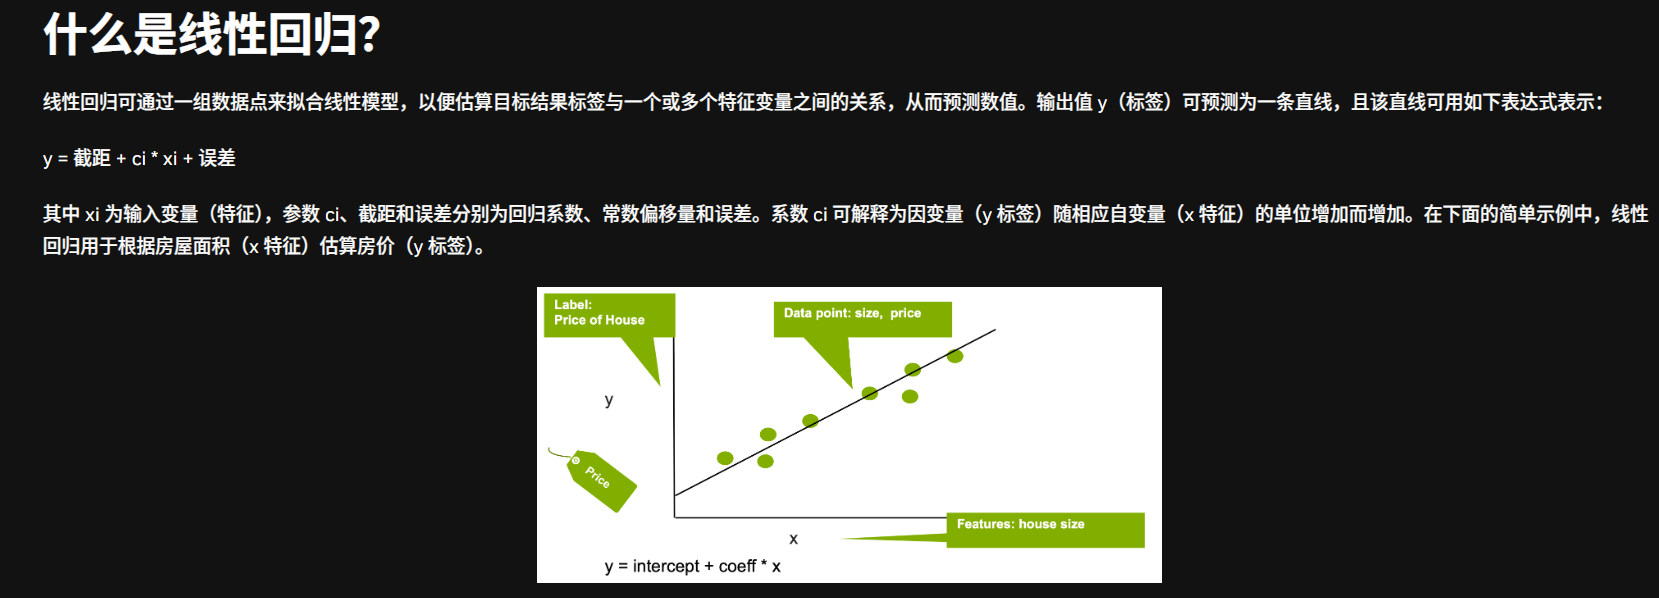 什么是线性回归？
线性回归可通过一组数据点来拟合线性模型，以便估算目标结果标签与一个或多个特征变量之间的关系，从而预测数值。输出值 y（标签）可预测为一条直线，且该直线可用如下表达式表示：
y = 截距 + ci * xi + 误差
其中 xi 为输入变量（特征），参数 ci、截距和误差分别为回归系数、常数偏移量和误差。系数 ci 可解释为因变量（y 标签）随相应自变量（x 特征）的单位增加而增加。在下面的简单示例中，线性
回归用于根据房屋面积（x 特征）估算房价（y 标签）。
Label:
Price of House
Data point: size, price
y
Price
Features: house size
x
y = intercept + coeff * x